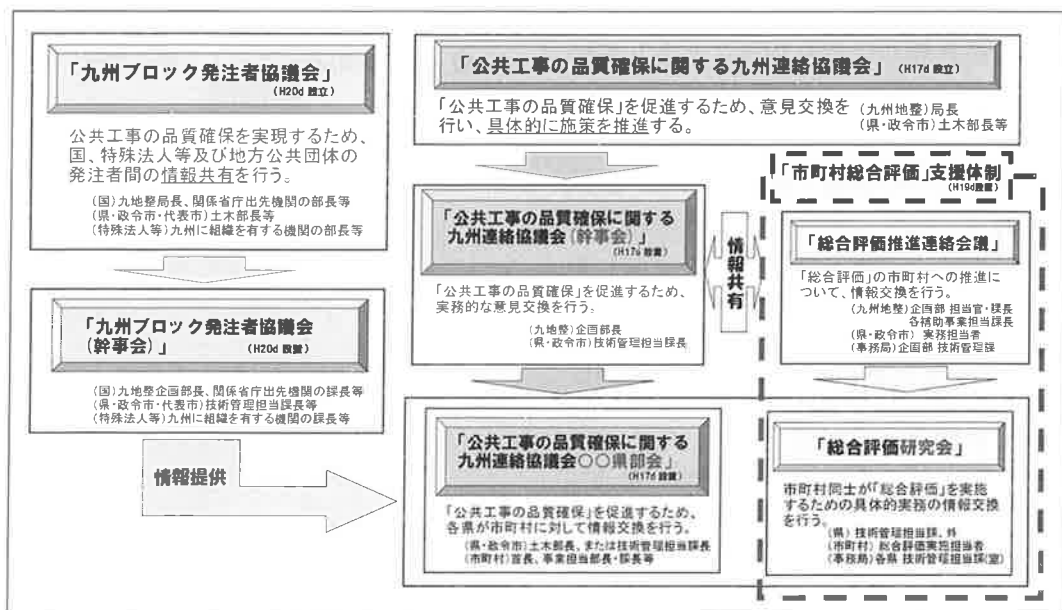 「九州ブロック発注者協議会」
(H20d 設立)
公共工事の品質確保を実現するため、
国、特殊法人等及び地方公共団体の
発注者間の情報共有を行う。
(国)九地整局長、関係省庁出先機関の部長等
(県・政令市・代表市)土木部長等
(特殊法人等)九州に組織を有する機関の部長等
「九州ブロック発注者協議会
(幹事会)」 (H20d 設置)
(国)九地整企画部長、関係省庁出先機関の課長等
(県・政令市・代表市)技術管理担当課長等
(特殊法人等)九州に組織を有する機関の課長等
情報提供
「公共工事の品質確保に関する九州連絡協議会」 (H17d 設立)
「公共工事の品質確保」を促進するため、意見交換を
行い、具体的に施策を推進する。
(九州地整)局長
(県・政令市)土木部長等
「公共工事の品質確保に関する
九州連絡協議会(幹事会)」
(H17d 設置)
「公共工事の品質確保」を促進するため、
実務的な意見交換を行う。
(九地整)企画部長
(県・政令市)技術管理担当課長
情報共有
「公共工事の品質確保に関する
九州連絡協議会〇〇県部会」
(H17d 設置)
「公共工事の品質確保」を促進するため、
各県が市町村に対して情報交換を行う。
(県・政令市)土木部長、または技術管理担当課長
(市町村)首長、事業担当部長・課長等
「市町村総合評価」支援体制
(H19d設置)
「総合評価推進連絡会議」
「総合評価」の市町村への推進に
ついて、情報交換を行う。
(九州地整)企画部 担当官・課長
各補助事業担当課長
(県・政令市) 実務担当者
(事務局)企画部 技術管理課
「総合評価研究会」
市町村同士が「総合評価」を実施
するための具体的実務の情報交換
を行う。
(県) 技術管理担当課、外
(市町村) 総合評価実施担当者
(事務局)各県 技術管理担当課(室)